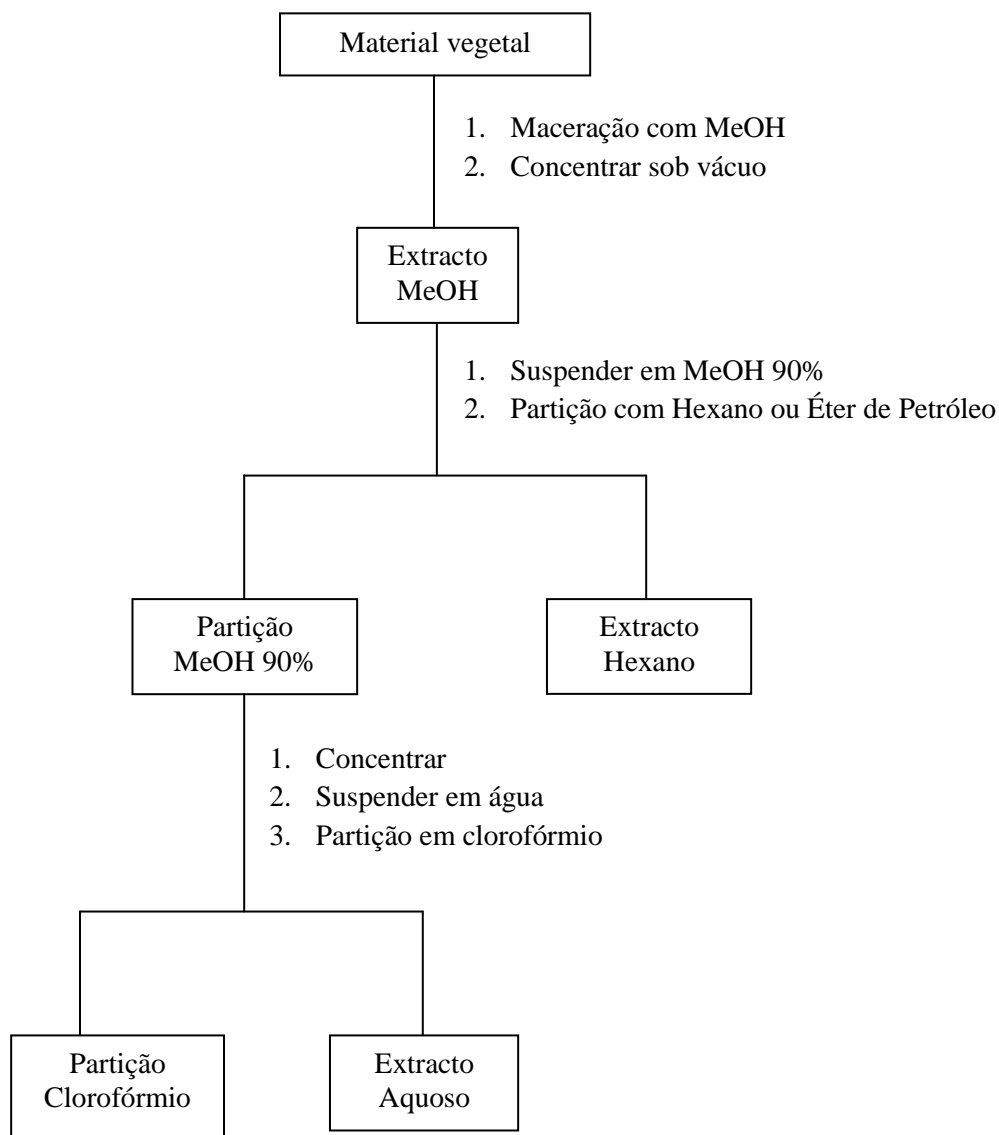 Material vegetal
1. Maceração com MeOH
2. Concentrar sob vácuo
Extracto
MeOH
1. Suspender em MeOH 90%
2. Partição com Hexano ou Éter de Petróleo
Partição
MeOH 90%
Extracto
Hexano
1. Concentrar
2. Suspender em água
3. Partição em clorofórmio
Partição
Clorofórmio
Extracto
Aquoso